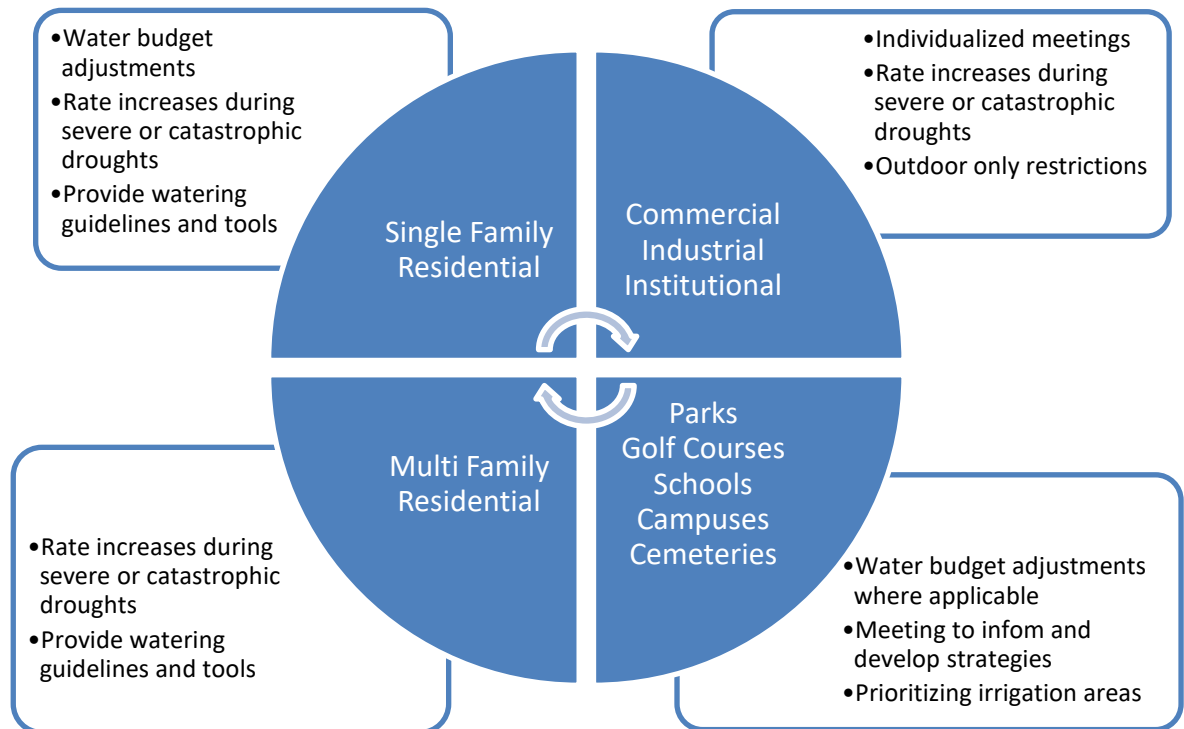 •Water budget
adjustments
•Rate increases during
severe or catastrophic
droughts
•Provide watering
guidelines and tools
•Individualized meetings
•Rate increases during
severe or catastrophic
droughts
•Outdoor only restrictions
Single Family
Residential
Commercial
Industrial
Institutional
Multi Family
Residential
Parks
Golf Courses
Schools
Campuses
Cemeteries
•Rate increases during
severe or catastrophic
droughts
•Provide watering
guidelines and tools
•Water budget adjustments
where applicable
•Meeting to infom and
develop strategies
•Prioritizing irrigation areas